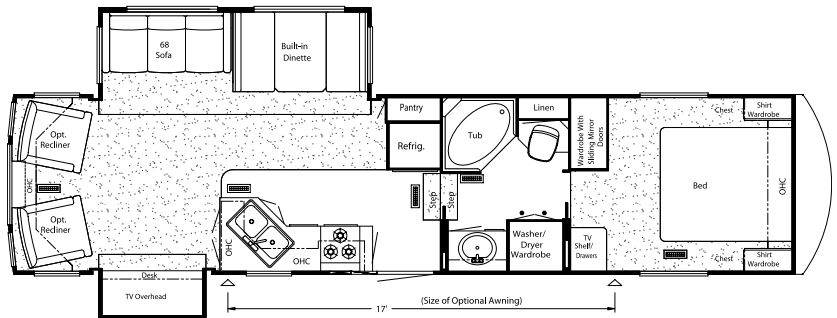 68
Sofa
Built-in
Dinette
Opt.
Recliner
OHC
Opt.
Recliner
Desk
TV Overhead
OHC
OHC
Pantry
Refrig.
Step
Step
Tub
Linen
Wardrobe With
Sliding Mirror
Doors
Washer/
Dryer
Wardrobe
TV
Shelf/
Drawers
Chest
Shirt
Wardrobe
Bed
OHC
Chest
Shirt
Wardrobe
17'
(Size of Optional Awning)